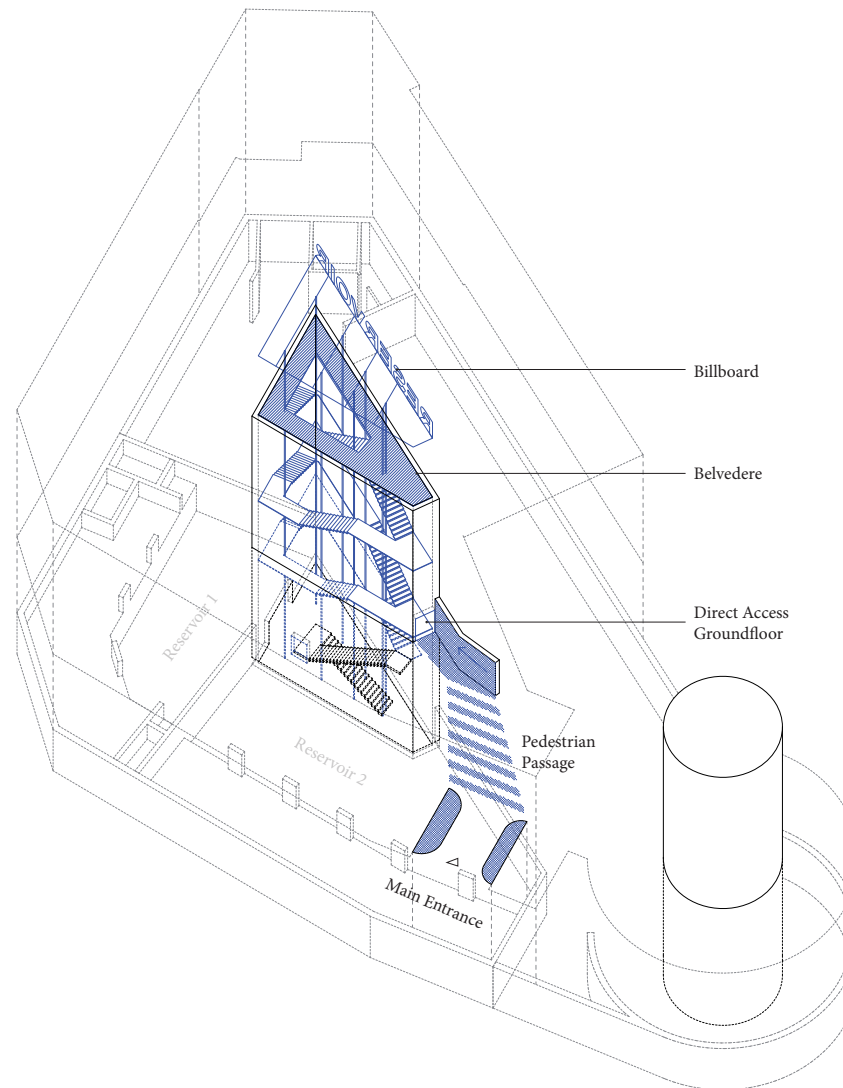 Billboard
Belvedere
Direct Access
Groundfloor
Reservoir 1
Pedestrian
Passage
Reservoir 2
Main Entrance